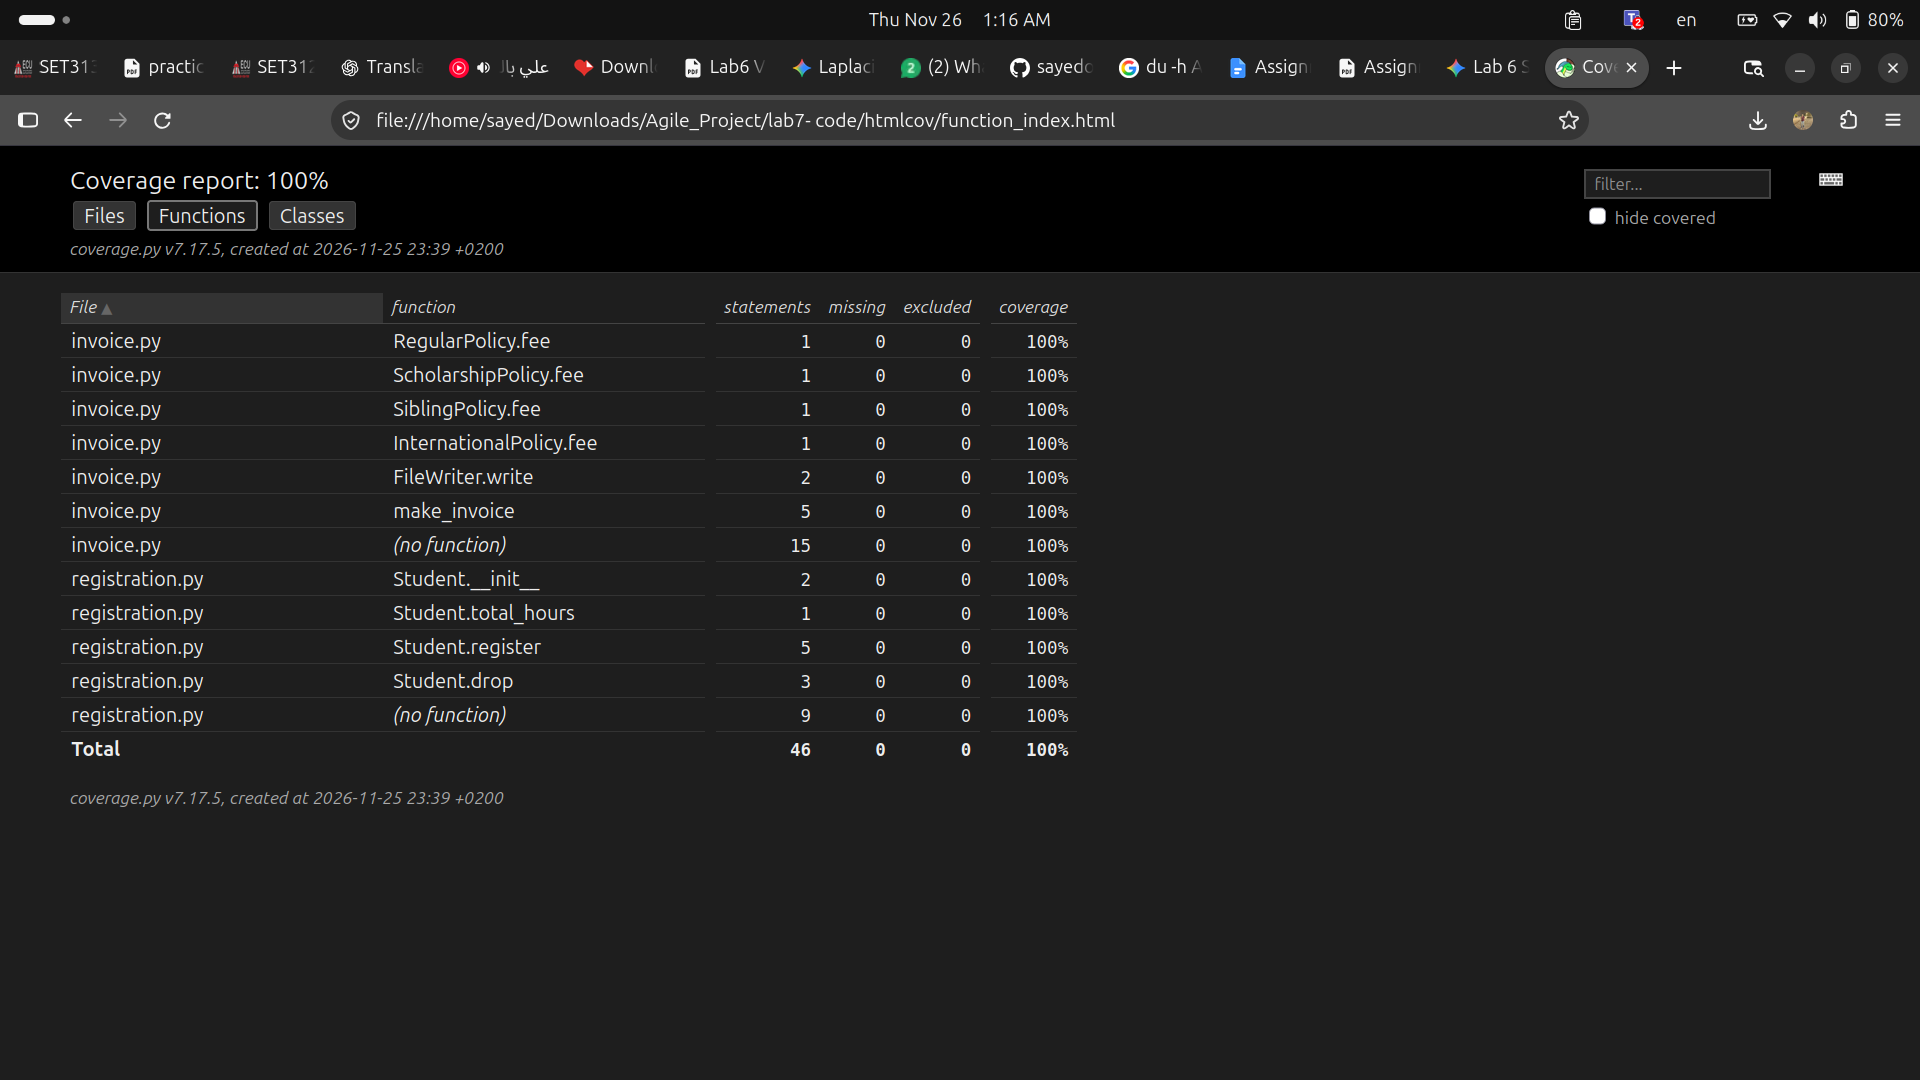 Thu Nov 26 1:16 AM
en
80%
SET313
practic
SET312
Transla
علي بال
Downl
Lab6 V
Laplaci
(2) Wh
sayedo
du -h A
Assign
Assign
Lab 6 S
Cov
file:///home/sayed/Downloads/Agile_Project/lab7- code/htmlcov/function_index.html
Coverage report: 100%
filter...
Files Functions Classes
hide covered
coverage.py v7.17.5, created at 2026-11-25 23:39 +0200
File function statements missing excluded coverage
invoice.py RegularPolicy.fee 1 0 0 100%
invoice.py ScholarshipPolicy.fee 1 0 0 100%
invoice.py SiblingPolicy.fee 1 0 0 100%
invoice.py InternationalPolicy.fee 1 0 0 100%
invoice.py FileWriter.write 2 0 0 100%
invoice.py make_invoice 5 0 0 100%
invoice.py (no function) 15 0 0 100%
registration.py Student.__init__ 2 0 0 100%
registration.py Student.total_hours 1 0 0 100%
registration.py Student.register 5 0 0 100%
registration.py Student.drop 3 0 0 100%
registration.py (no function) 9 0 0 100%
Total 46 0 0 100%
coverage.py v7.17.5, created at 2026-11-25 23:39 +0200